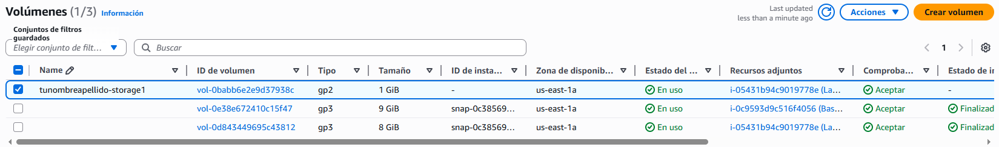 Volúmenes (1/3) Información
Last updated
less than a minute ago
Acciones
Crear volumen
Conjuntos de filtros
guardados
Elegir conjunto de filt...
Buscar
1
Name ID de volumen Tipo Tamaño ID de insta... Zona de disponib... Estado del ... Recursos adjuntos Comproba... Estado de in
tunombreapellido-storage1 vol-0babb6e2e9d37938c gp2 1 GiB - us-east-1a En uso i-05431b94c9019778e (La... Aceptar -
vol-0e38e672410c15f47 gp3 9 GiB snap-0c38569... us-east-1a En uso i-0c9593d9c516f4056 (Bas... Aceptar Finalizad
vol-0d843449695c43812 gp3 8 GiB snap-0c38569... us-east-1a En uso i-05431b94c9019778e (La... Aceptar Finalizad